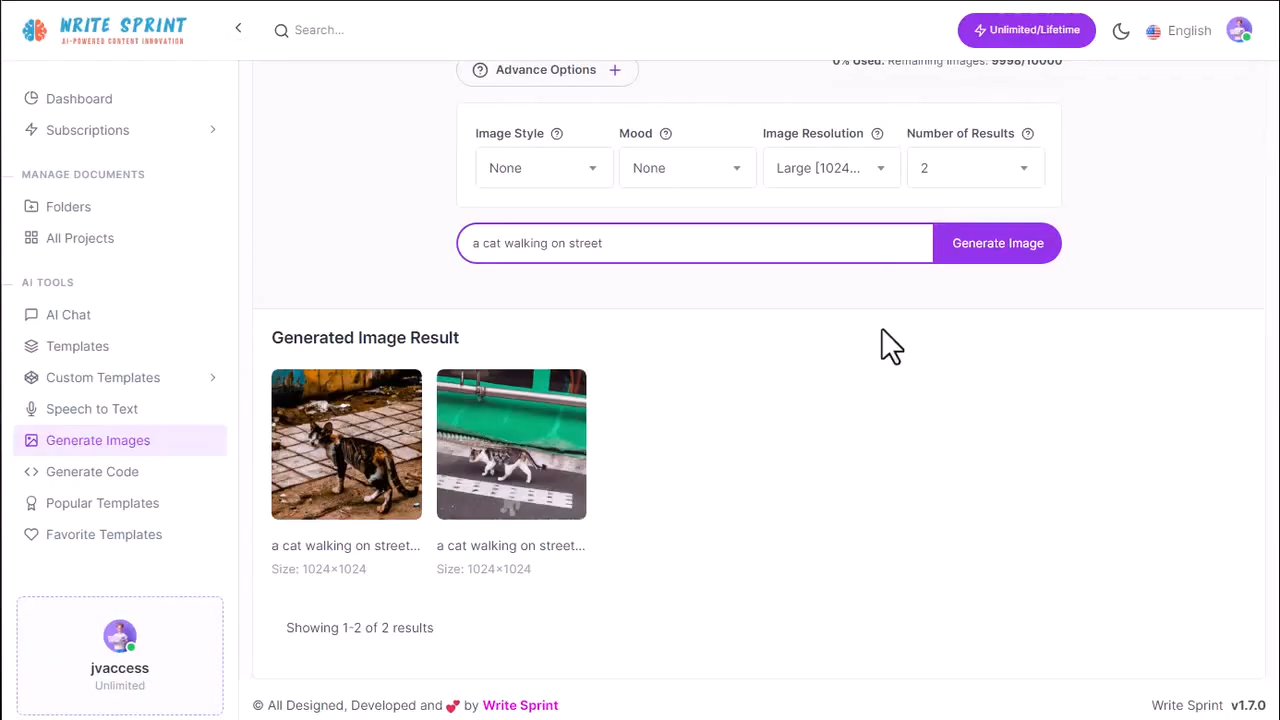 WRITE SPRINT
AI-POWERED CONTENT INNOVATION
Search...
Unlimited/Lifetime
English
Dashboard
Subscriptions
MANAGE DOCUMENTS
Folders
All Projects
AI TOOLS
AI Chat
Templates
Custom Templates
Speech to Text
Generate Images
Generate Code
Popular Templates
Favorite Templates
jvaccess
Unlimited
Advance Options
0% Used. Remaining Images: 9998/10000
Image Style Mood Image Resolution Number of Results
None None Large [1024... 2
a cat walking on street Generate Image
Generated Image Result
a cat walking on street... a cat walking on street...
Size: 1024×1024 Size: 1024×1024
Showing 1-2 of 2 results
© All Designed, Developed and 💕 by Write Sprint
Write Sprint v1.7.0